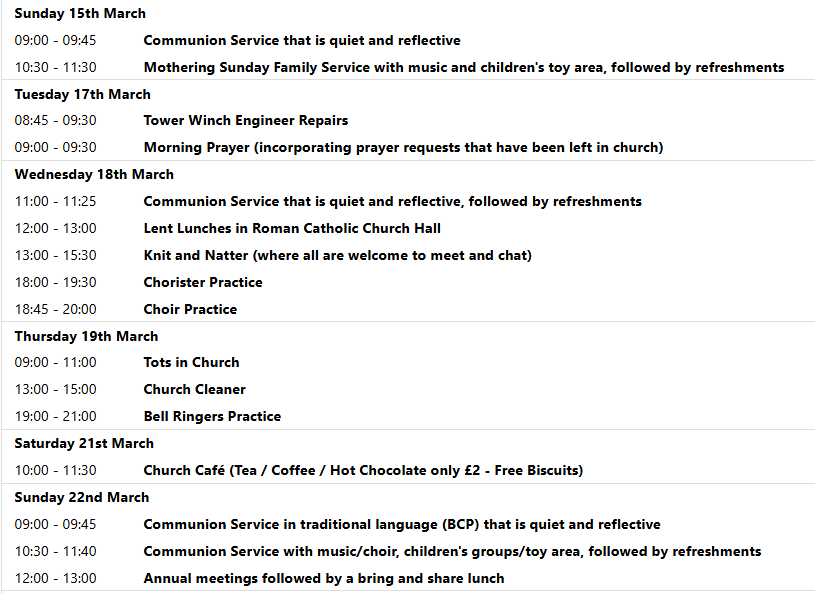 Sunday 15th March
09:00 - 09:45 Communion Service that is quiet and reflective
10:30 - 11:30 Mothering Sunday Family Service with music and children's toy area, followed by refreshments
Tuesday 17th March
08:45 - 09:30 Tower Winch Engineer Repairs
09:00 - 09:30 Morning Prayer (incorporating prayer requests that have been left in church)
Wednesday 18th March
11:00 - 11:25 Communion Service that is quiet and reflective, followed by refreshments
12:00 - 13:00 Lent Lunches in Roman Catholic Church Hall
13:00 - 15:30 Knit and Natter (where all are welcome to meet and chat)
18:00 - 19:30 Chorister Practice
18:45 - 20:00 Choir Practice
Thursday 19th March
09:00 - 11:00 Tots in Church
13:00 - 15:00 Church Cleaner
19:00 - 21:00 Bell Ringers Practice
Saturday 21st March
10:00 - 11:30 Church Café (Tea / Coffee / Hot Chocolate only £2 - Free Biscuits)
Sunday 22nd March
09:00 - 09:45 Communion Service in traditional language (BCP) that is quiet and reflective
10:30 - 11:40 Communion Service with music/choir, children's groups/toy area, followed by refreshments
12:00 - 13:00 Annual meetings followed by a bring and share lunch